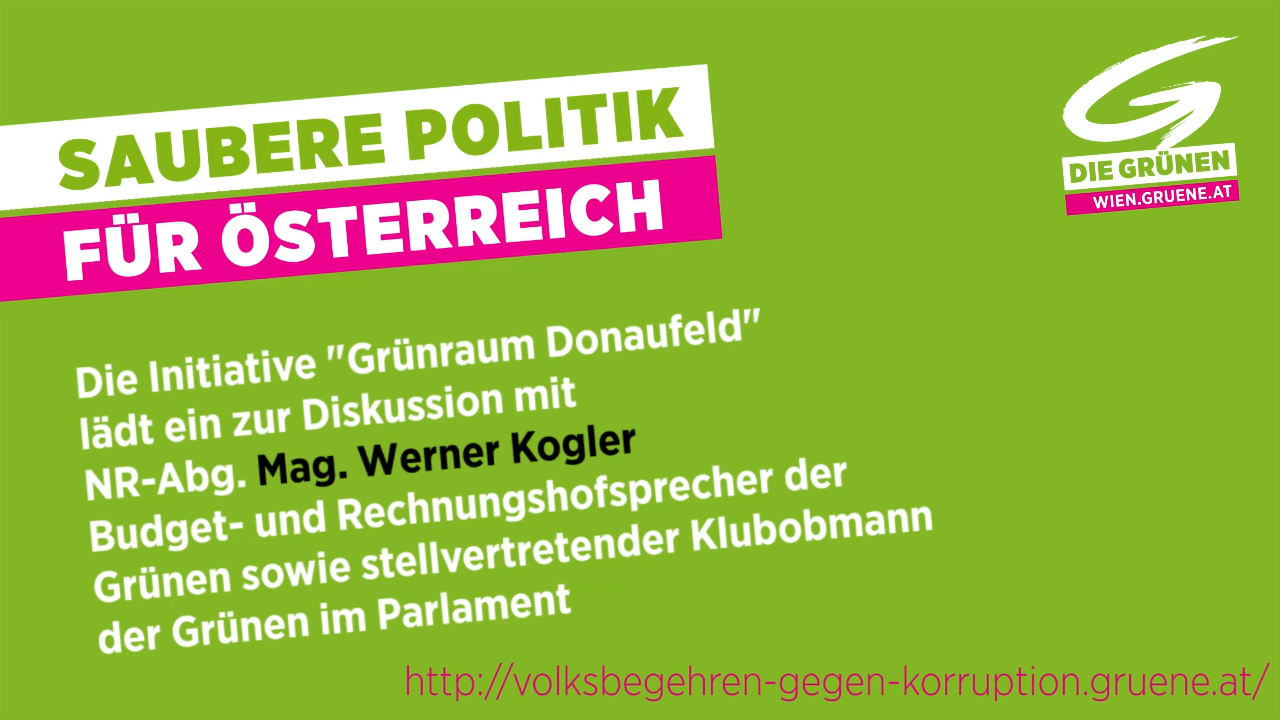 SAUBERE POLITIK
FÜR ÖSTERREICH
DIE GRÜNEN
WIEN.GRUENE.AT
Die Initiative "Grünraum Donaufeld"
lädt ein zur Diskussion mit
NR-Abg. Mag. Werner Kogler
Budget- und Rechnungshofsprecher der
Grünen sowie stellvertretender Klubobmann
der Grünen im Parlament
http://volksbegehren-gegen-korruption.gruene.at/